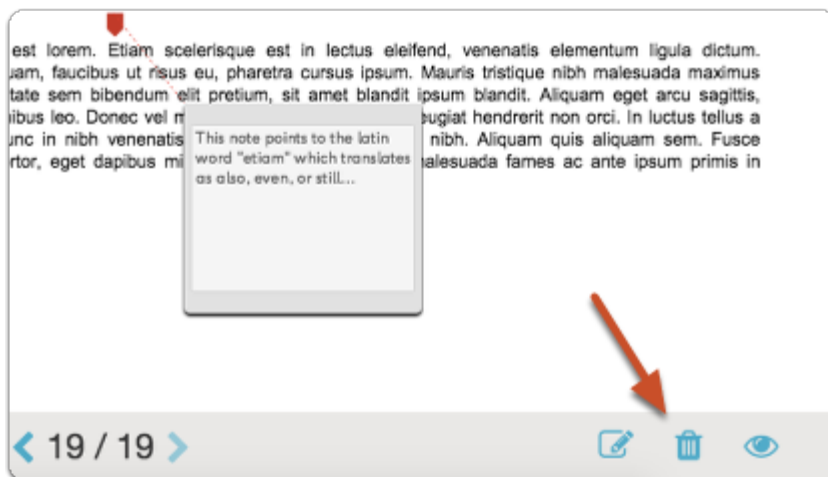 est lorem. Etiam scelerisque est in lectus eleifend, venenatis elementum ligula dictum.
uam, faucibus ut risus eu, pharetra cursus ipsum. Mauris tristique nibh malesuada maximus
tate sem bibendum elit pretium, sit amet blandit ipsum blandit. Aliquam eget arcu sagittis,
ibus leo. Donec vel eugiat hendrerit non orci. In luctus tellus a
unc in nibh venenatis nibh. Aliquam quis aliquam sem. Fusce
rtor, eget dapibus mi alesuada fames ac ante ipsum primis in
This note points to the latin
word "etiam" which translates
as also, even, or still...
19 / 19